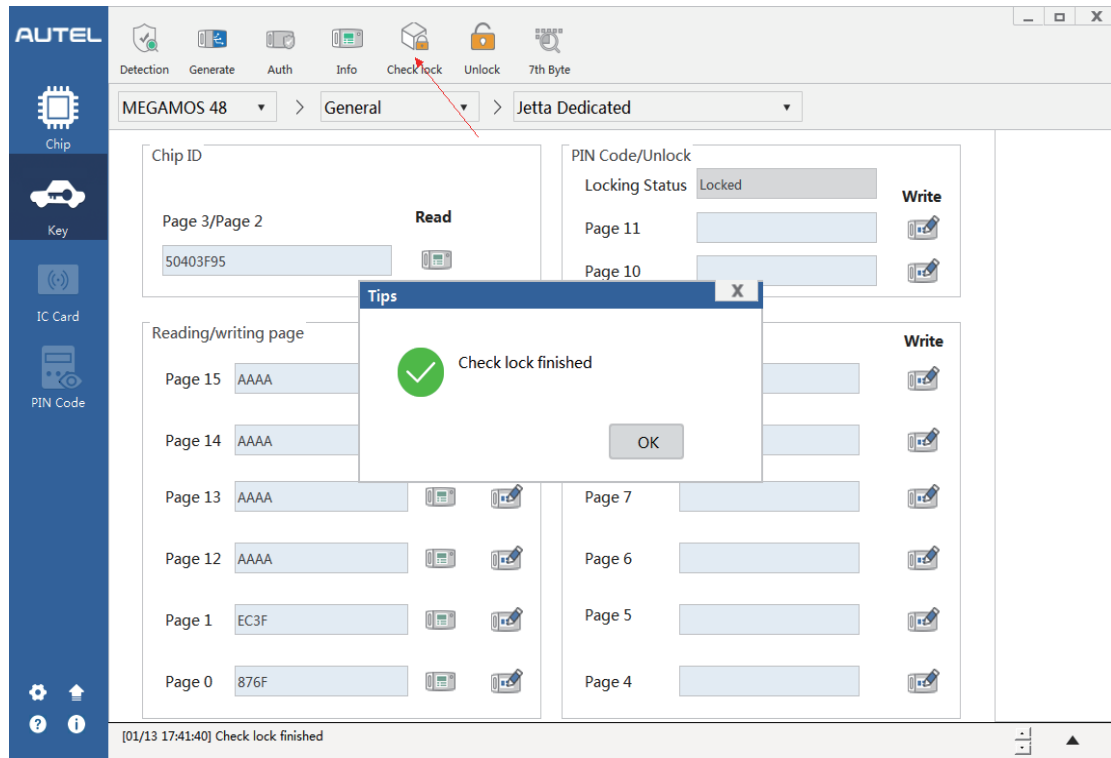 AUTEL
Detection Generate Auth Info Check lock Unlock 7th Byte
MEGAMOS 48 > General > Jetta Dedicated
Chip
Key
IC Card
PIN Code
Chip ID
Page 3/Page 2 Read
50403F95
PIN Code/Unlock
Locking Status Locked
Write
Page 11
Page 10
Tips X
Check lock finished
OK
Reading/writing page
Page 15 AAAA
Page 14 AAAA
Page 13 AAAA
Page 12 AAAA
Page 1 EC3F
Page 0 876F
Write
Page 7
Page 6
Page 5
Page 4
[01/13 17:41:40] Check lock finished